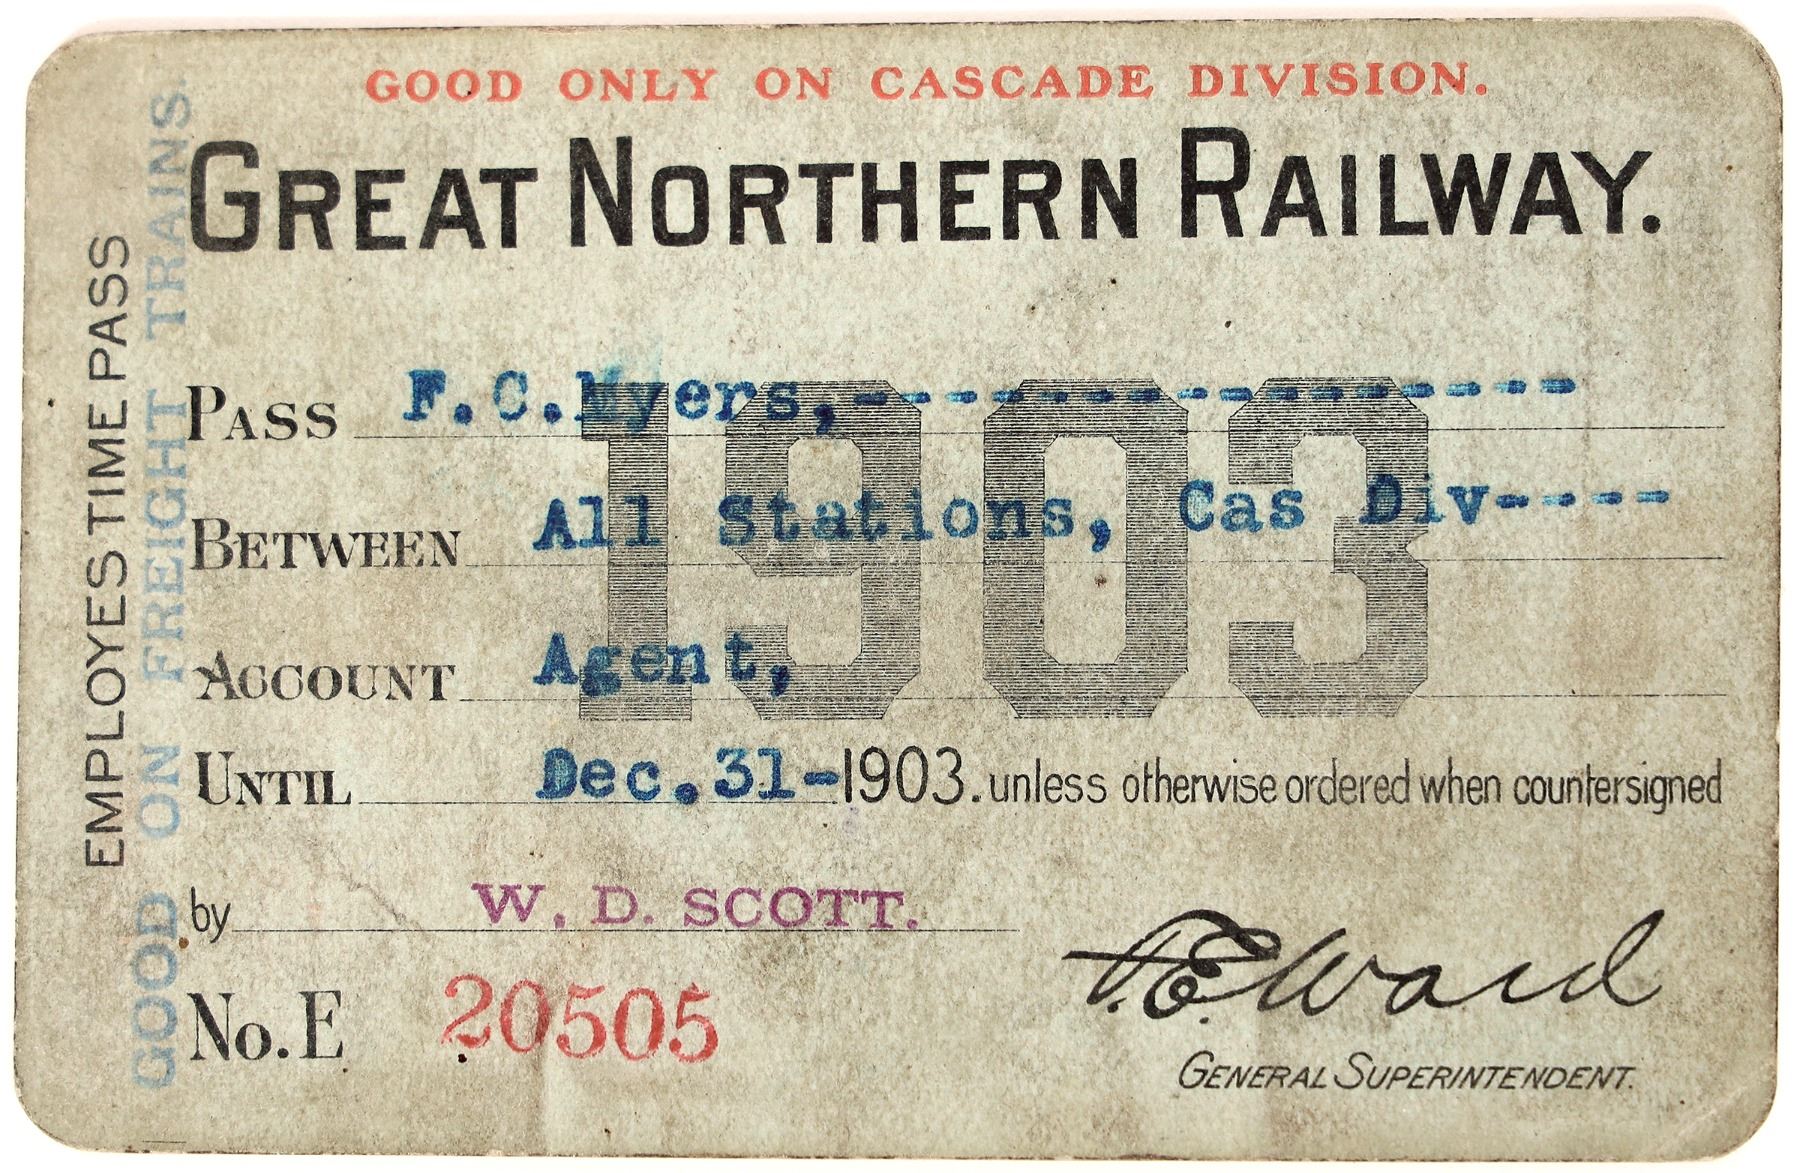 GOOD ONLY ON CASCADE DIVISION.
GREAT NORTHERN RAILWAY.
EMPLOYES TIME PASS
GOOD ON FREIGHT TRAINS.
1903
PASS F.C.Myers,-----------------
BETWEEN All Stations, Cas Div-----
ACCOUNT Agent,
UNTIL Dec.31-1903. unless otherwise ordered when countersigned
by W. D. SCOTT.
No. E 20505
F.E. Ward
GENERAL SUPERINTENDENT.